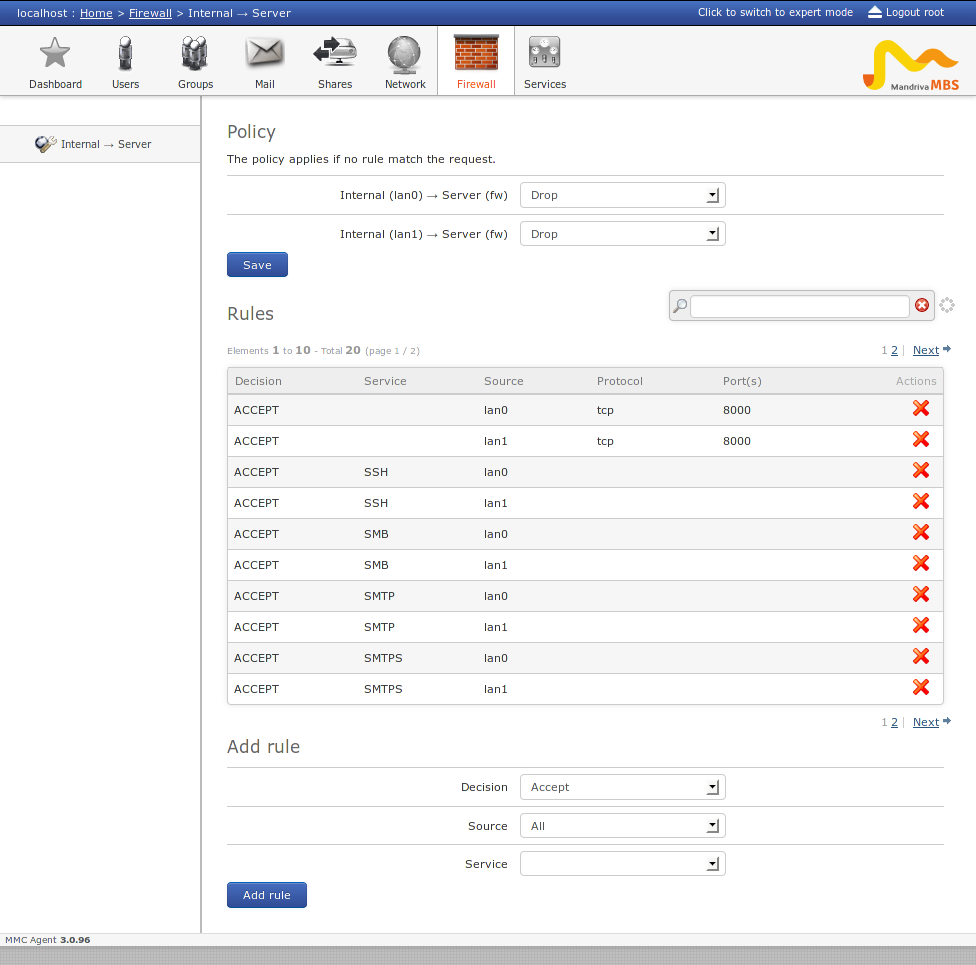 localhost : Home > Firewall > Internal → Server
Click to switch to expert mode
Logout root
Dashboard Users Groups Mail Shares Network Firewall Services
Mandriva MBS
Internal → Server
Policy
The policy applies if no rule match the request.
Internal (lan0) → Server (fw) Drop
Internal (lan1) → Server (fw) Drop
Save
Rules
Elements 1 to 10 - Total 20 (page 1 / 2)
1 2 | Next
Decision Service Source Protocol Port(s) Actions
ACCEPT lan0 tcp 8000
ACCEPT lan1 tcp 8000
ACCEPT SSH lan0
ACCEPT SSH lan1
ACCEPT SMB lan0
ACCEPT SMB lan1
ACCEPT SMTP lan0
ACCEPT SMTP lan1
ACCEPT SMTPS lan0
ACCEPT SMTPS lan1
1 2 | Next
Add rule
Decision Accept
Source All
Service
Add rule
MMC Agent 3.0.96